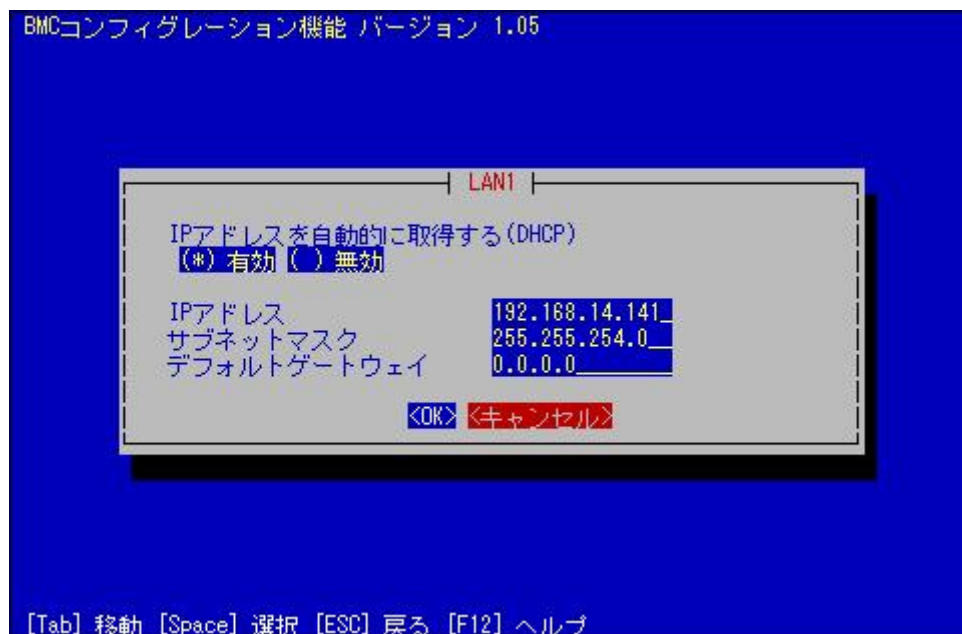 BMCコンフィグレーション機能 バージョン 1.05
LAN1
IPアドレスを自動的に取得する(DHCP)
(*) 有効 ( ) 無効
IPアドレス 192.168.14.141_
サブネットマスク 255.255.254.0__
デフォルトゲートウェイ 0.0.0.0________
<OK> <キャンセル>
[Tab] 移動 [Space] 選択 [ESC] 戻る [F12] ヘルプ